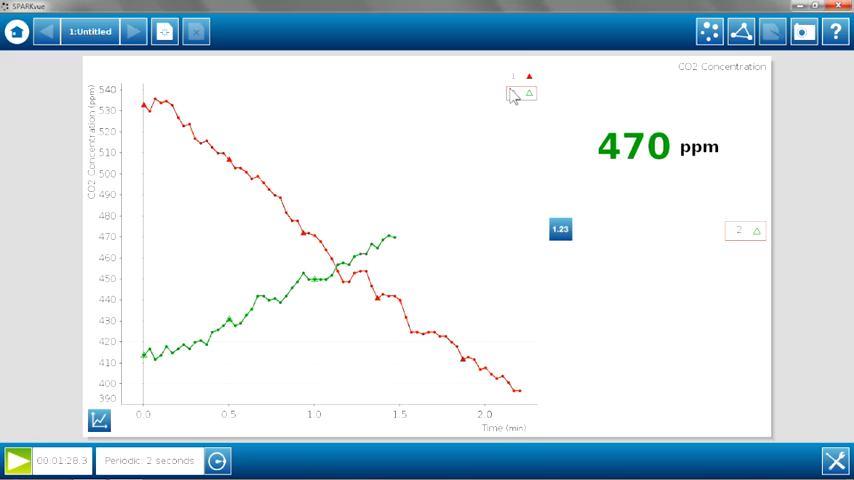 SPARKvue
1:Untitled
?
CO2 Concentration
1
470 ppm
1.23
2
CO2 Concentration (ppm)
540
530
520
510
500
490
480
470
460
450
440
430
420
410
400
390
0.0 0.5 1.0 1.5 2.0
Time (min)
00:01:28.3
Periodic: 2 seconds